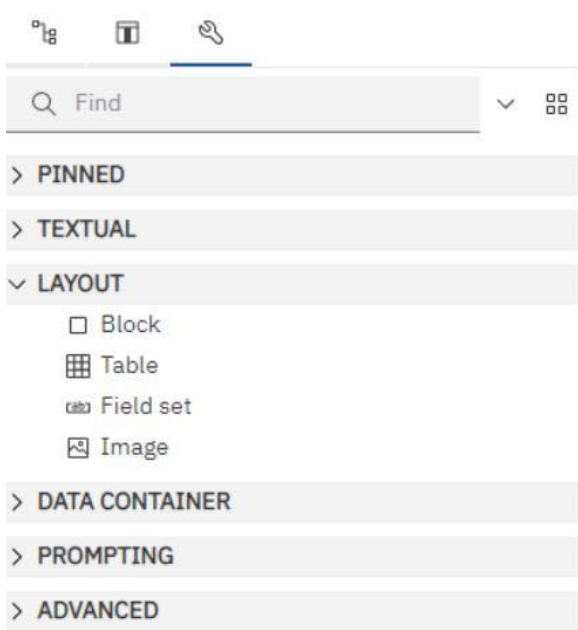 Find
PINNED
TEXTUAL
LAYOUT
Block
Table
Field set
Image
DATA CONTAINER
PROMPTING
ADVANCED